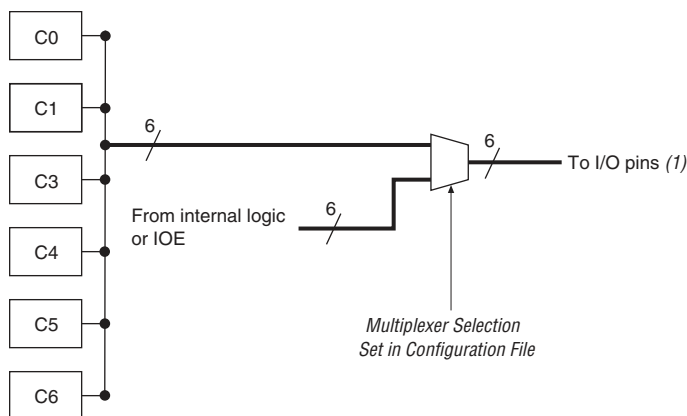 C0
C1
6
6
C3
To I/O pins (1)
From internal logic
6
or IOE
C4
C5
Multiplexer Selection
Set in Configuration File
C6